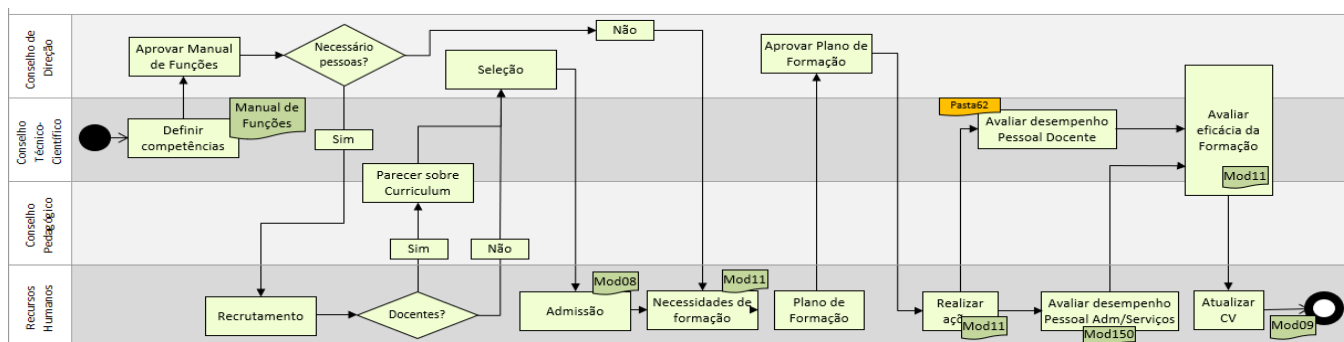 Conselho de
Direção
Aprovar Manual
de Funções
Necessário
pessoas?
Não
Seleção
Aprovar Plano de
Formação
Conselho
Técnico-
Científico
Definir
competências
Manual de
Funções
Sim
Parecer sobre
Curriculum
Pasta62
Avaliar desempenho
Pessoal Docente
Avaliar
eficácia da
Formação
Mod11
Conselho
Pedagógico
Sim
Não
Recursos
Humanos
Recrutamento
Docentes?
Admissão
Mod08
Necessidades de
formação
Mod11
Plano de
Formação
Realizar
Mod11
Avaliar desempenho
Pessoal Adm/Serviços
Mod150
Atualizar
CV
Mod09